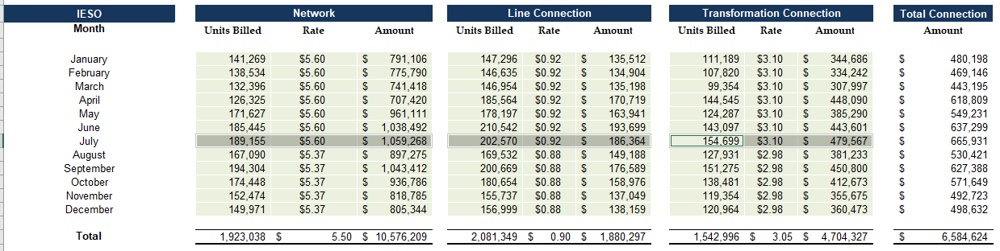 IESO Network Line Connection Transformation Connection Total Connection
Month Units Billed Rate Amount Units Billed Rate Amount Units Billed Rate Amount Amount
January 141,269 $5.60 $ 791,106 147,296 $0.92 $ 135,512 111,189 $3.10 $ 344,686 $ 480,198
February 138,534 $5.60 $ 775,790 146,635 $0.92 $ 134,904 107,820 $3.10 $ 334,242 $ 469,146
March 132,396 $5.60 $ 741,418 146,954 $0.92 $ 135,198 99,354 $3.10 $ 307,997 $ 443,195
April 126,325 $5.60 $ 707,420 185,564 $0.92 $ 170,719 144,545 $3.10 $ 448,090 $ 618,809
May 171,627 $5.60 $ 961,111 178,197 $0.92 $ 163,941 124,287 $3.10 $ 385,290 $ 549,231
June 185,445 $5.60 $ 1,038,492 210,542 $0.92 $ 193,699 143,097 $3.10 $ 443,601 $ 637,299
July 189,155 $5.60 $ 1,059,268 202,570 $0.92 $ 186,364 154,699 $3.10 $ 479,567 $ 665,931
August 167,090 $5.37 $ 897,275 169,532 $0.88 $ 149,188 127,931 $2.98 $ 381,233 $ 530,421
September 194,304 $5.37 $ 1,043,412 200,669 $0.88 $ 176,589 151,275 $2.98 $ 450,800 $ 627,388
October 174,448 $5.37 $ 936,786 180,654 $0.88 $ 158,976 138,481 $2.98 $ 412,673 $ 571,649
November 152,474 $5.37 $ 818,785 155,737 $0.88 $ 137,049 119,354 $2.98 $ 355,675 $ 492,723
December 149,971 $5.37 $ 805,344 156,999 $0.88 $ 138,159 120,964 $2.98 $ 360,473 $ 498,632
Total 1,923,038 $ 5.50 $ 10,576,209 2,081,349 $ 0.90 $ 1,880,297 1,542,996 $ 3.05 $ 4,704,327 $ 6,584,624